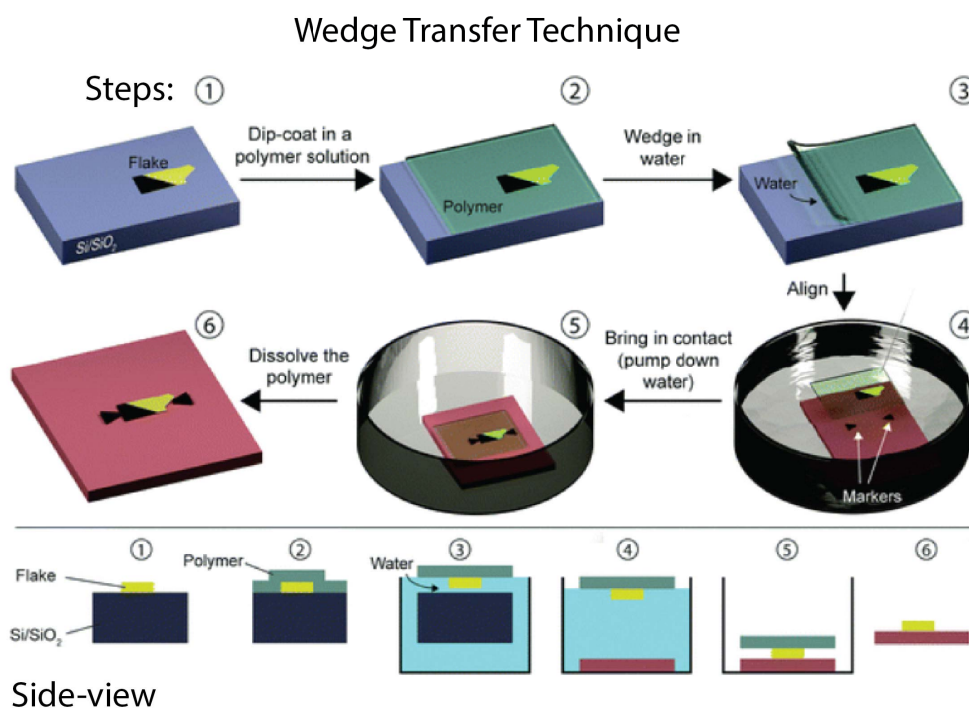 Wedge Transfer Technique
Steps:
①
②
③
Flake
Si/SiO₂
Dip-coat in a
polymer solution
Polymer
Wedge in
water
Water
Align
⑥
⑤
④
Dissolve the
polymer
Bring in contact
(pump down
water)
Markers
①
②
③
④
⑤
⑥
Flake
Si/SiO₂
Polymer
Water
Side-view